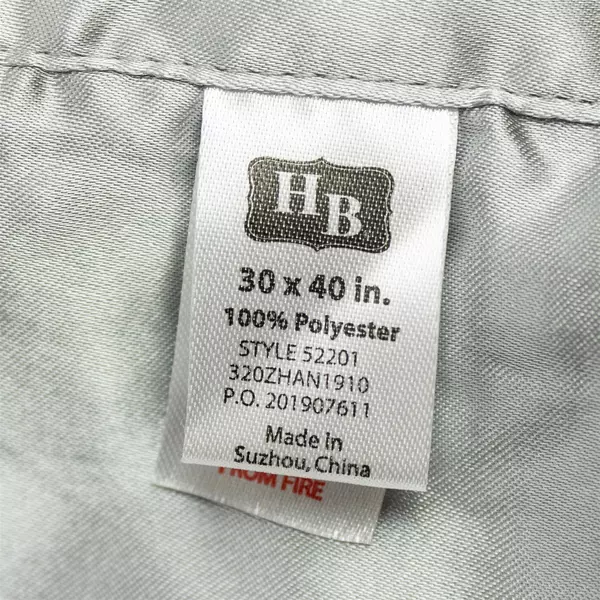 HB
30 x 40 in.
100% Polyester
STYLE 52201
320ZHAN1910
P.O. 201907611
Made in
Suzhou, China
FROM FIRE